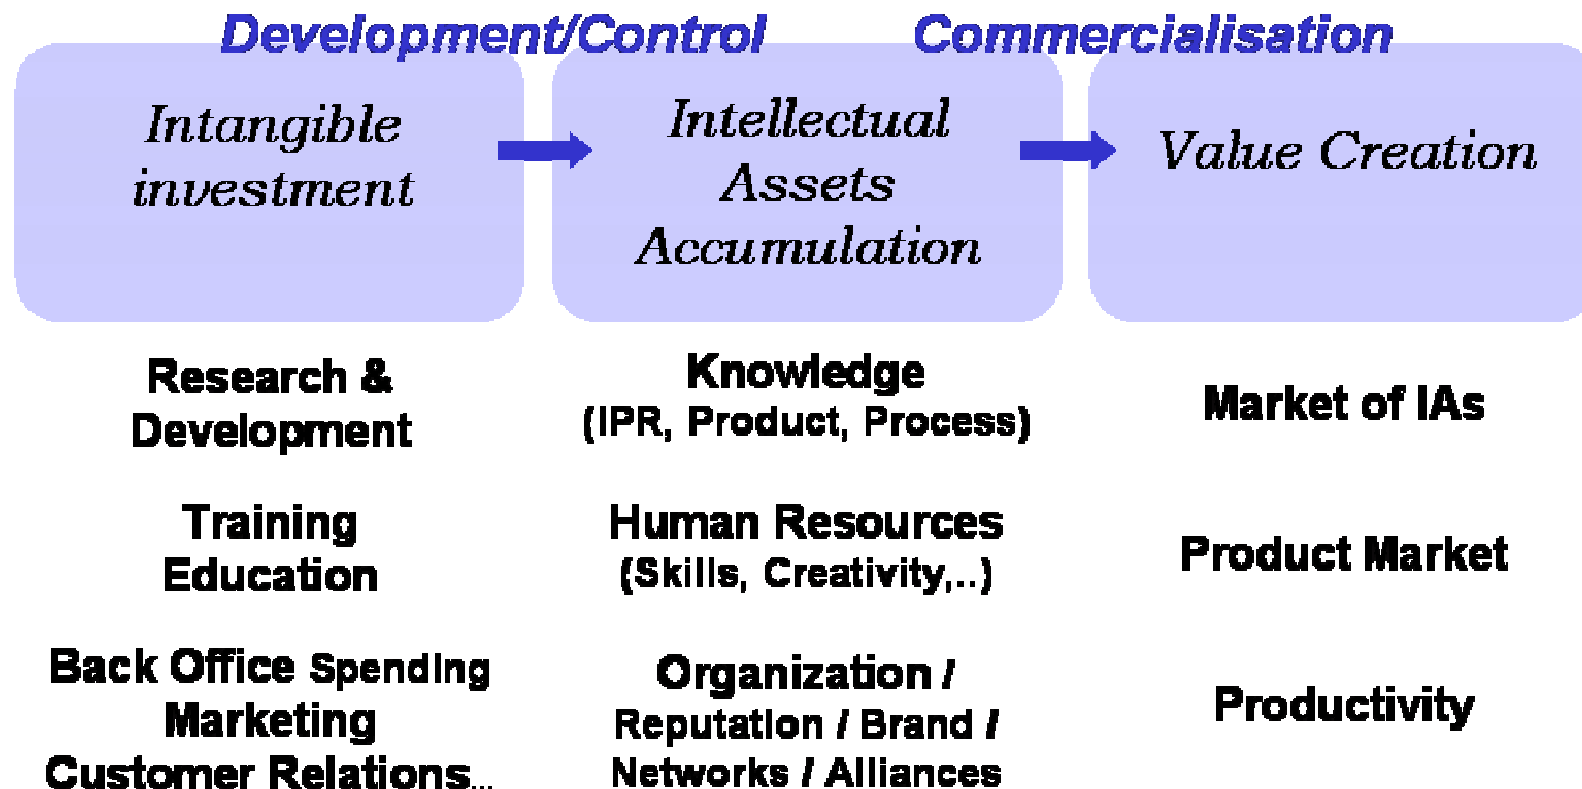 Development/Control
Commercialisation
Intangible
investment
Intellectual
Assets
Accumulation
Value Creation
Research &
Development
Training
Education
Back Office Spending
Marketing
Customer Relations...
Knowledge
(IPR, Product, Process)
Human Resources
(Skills, Creativity,..)
Organization /
Reputation / Brand /
Networks / Alliances
Market of IAs
Product Market
Productivity